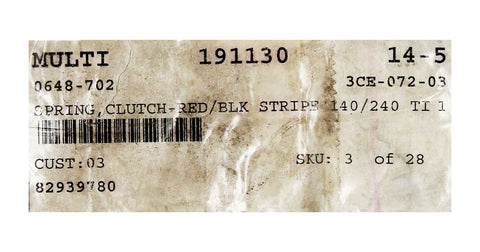 MULTI 191130 14-5
0648-702 3CE-072-03
SPRING,CLUTCH-RED/BLK STRIPE 140/240 TI 1
CUST:03 SKU: 3 of 28
82939780